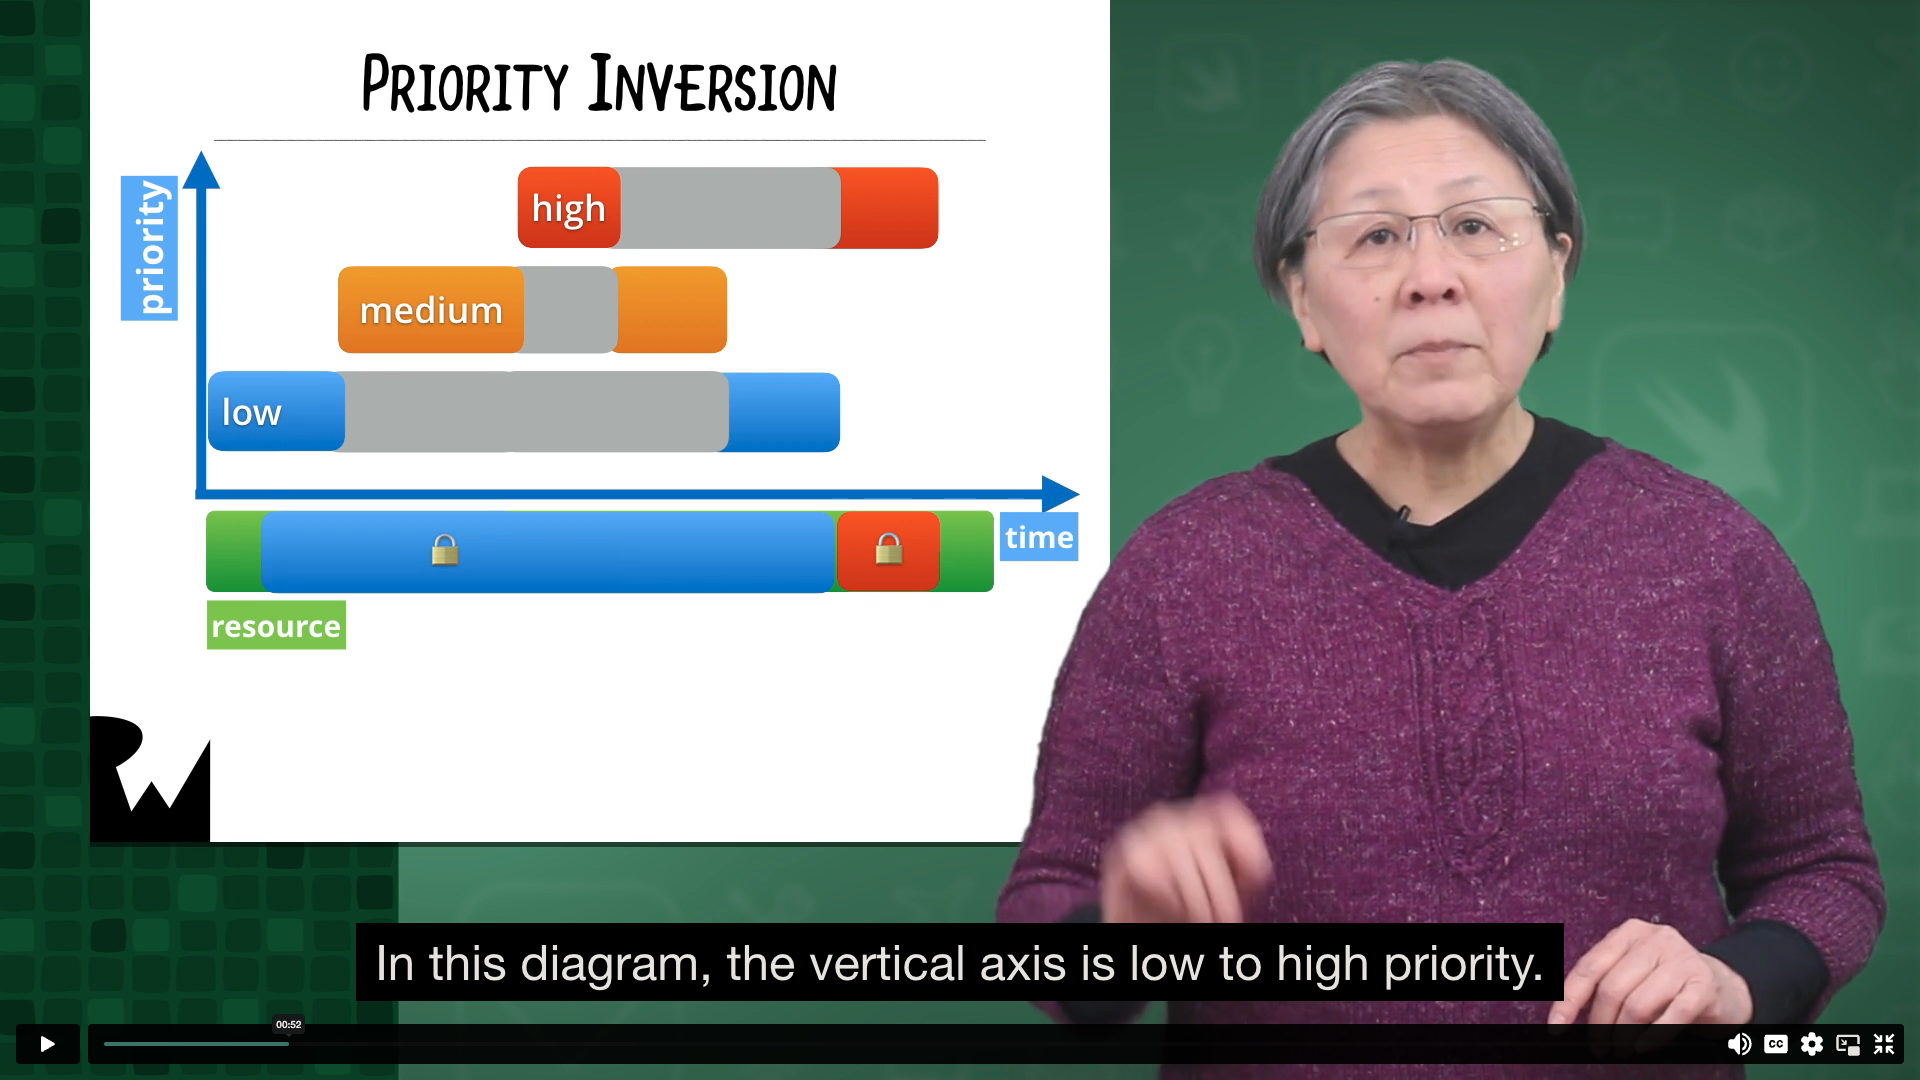 PRIORITY INVERSION
priority
high
medium
low
time
resource
In this diagram, the vertical axis is low to high priority.
00:52
CC